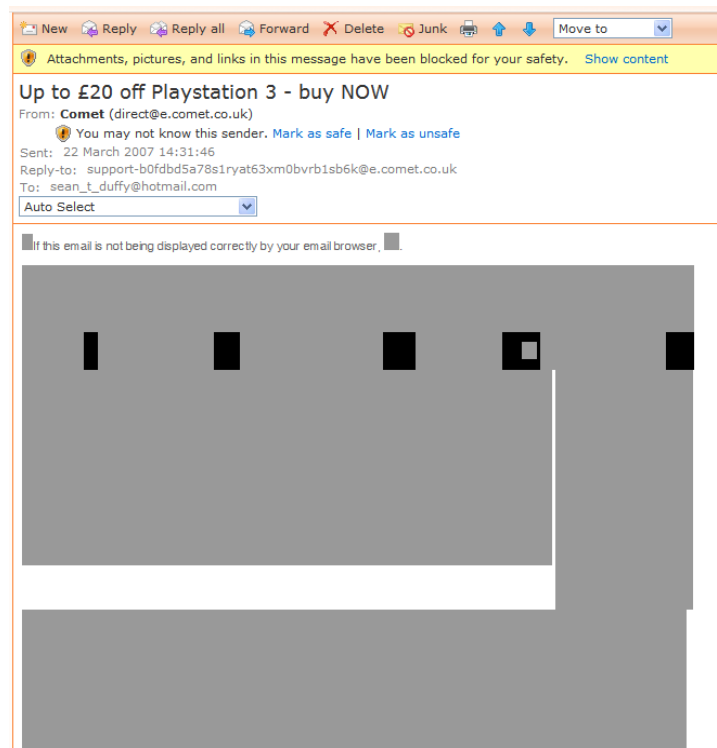 New Reply Reply all Forward Delete Junk Move to
Attachments, pictures, and links in this message have been blocked for your safety. Show content
Up to £20 off Playstation 3 - buy NOW
From: Comet (direct@e.comet.co.uk)
You may not know this sender. Mark as safe | Mark as unsafe
Sent: 22 March 2007 14:31:46
Reply-to: support-b0fdbd5a78s1ryat63xm0bvrb1sb6k@e.comet.co.uk
To: sean_t_duffy@hotmail.com
Auto Select
If this email is not being displayed correctly by your email browser, .